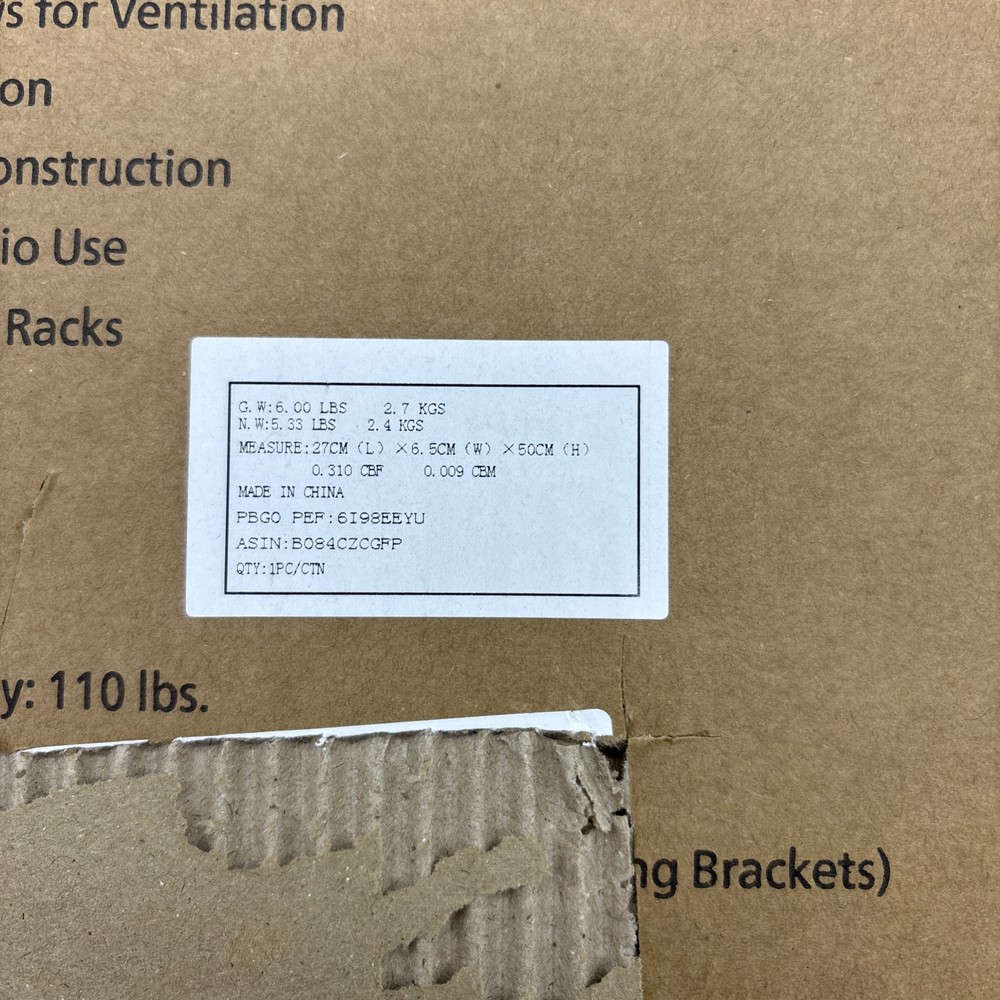 s for Ventilation
on
onstruction
io Use
Racks
G.W:6.00 LBS 2.7 KGS
N.W:5.33 LBS 2.4 KGS
MEASURE:27CM (L) ×6.5CM (W) ×50CM (H)
0.310 CBF 0.009 CBM
MADE IN CHINA
PBGO PEF:6I98EEYU
ASIN:B084CZCGFP
QTY:1PC/CTN
y: 110 lbs.
ng Brackets)